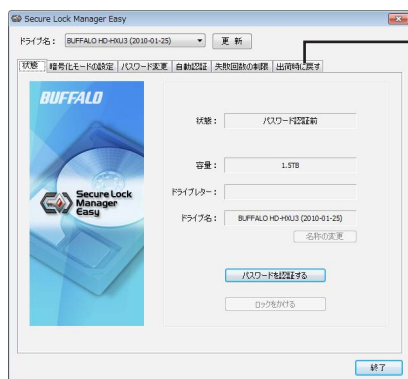 Secure Lock Manager Easy
ドライブ名： BUFFALO HD-HXU3 (2010-01-25) 更 新
状態 暗号化モードの設定 パスワード変更 自動認証 失敗回数の制限 出荷時に戻す
BUFFALO
状態： パスワード認証前
容量： 1.5TB
Secure Lock
Manager
Easy
ドライブレター：
ドライブ名： BUFFALO HD-HXU3 (2010-01-25)
名称の変更
パスワードを認証する
ロックをかける
終了